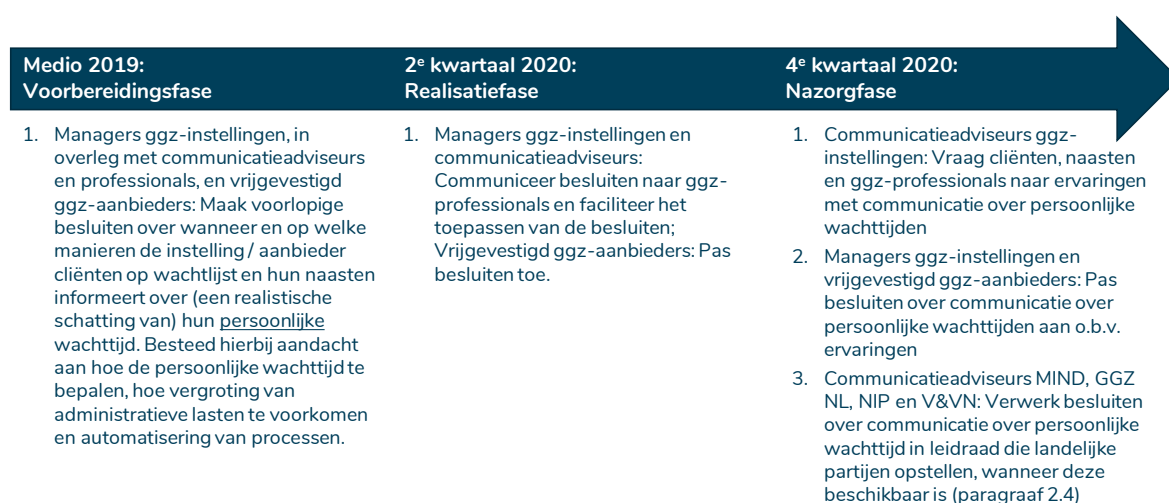 Medio 2019:
Voorbereidingsfase
1. Managers ggz-instellingen, in
overleg met communicatieadviseurs
en professionals, en vrijgevestigd
ggz-aanbieders: Maak voorlopige
besluiten over wanneer en op welke
manieren de instelling / aanbieder
cliënten op wachtlijst en hun naasten
informeert over (een realistische
schatting van) hun persoonlijke
wachttijd. Besteed hierbij aandacht
aan hoe de persoonlijke wachttijd te
bepalen, hoe vergroting van
administratieve lasten te voorkomen
en automatisering van processen.
2e kwartaal 2020:
Realisatiefase
1. Managers ggz-instellingen en
communicatieadviseurs:
Communiceer besluiten naar ggz-
professionals en faciliteer het
toepassen van de besluiten;
Vrijgevestigd ggz-aanbieders: Pas
besluiten toe.
4e kwartaal 2020:
Nazorgfase
1. Communicatieadviseurs ggz-
instellingen: Vraag cliënten, naasten
en ggz-professionals naar ervaringen
met communicatie over persoonlijke
wachttijden
2. Managers ggz-instellingen en
vrijgevestigd ggz-aanbieders: Pas
besluiten over communicatie over
persoonlijke wachttijden aan o.b.v.
ervaringen
3. Communicatieadviseurs MIND, GGZ
NL, NIP en V&VN: Verwerk besluiten
over communicatie over persoonlijke
wachttijd in leidraad die landelijke
partijen opstellen, wanneer deze
beschikbaar is (paragraaf 2.4)